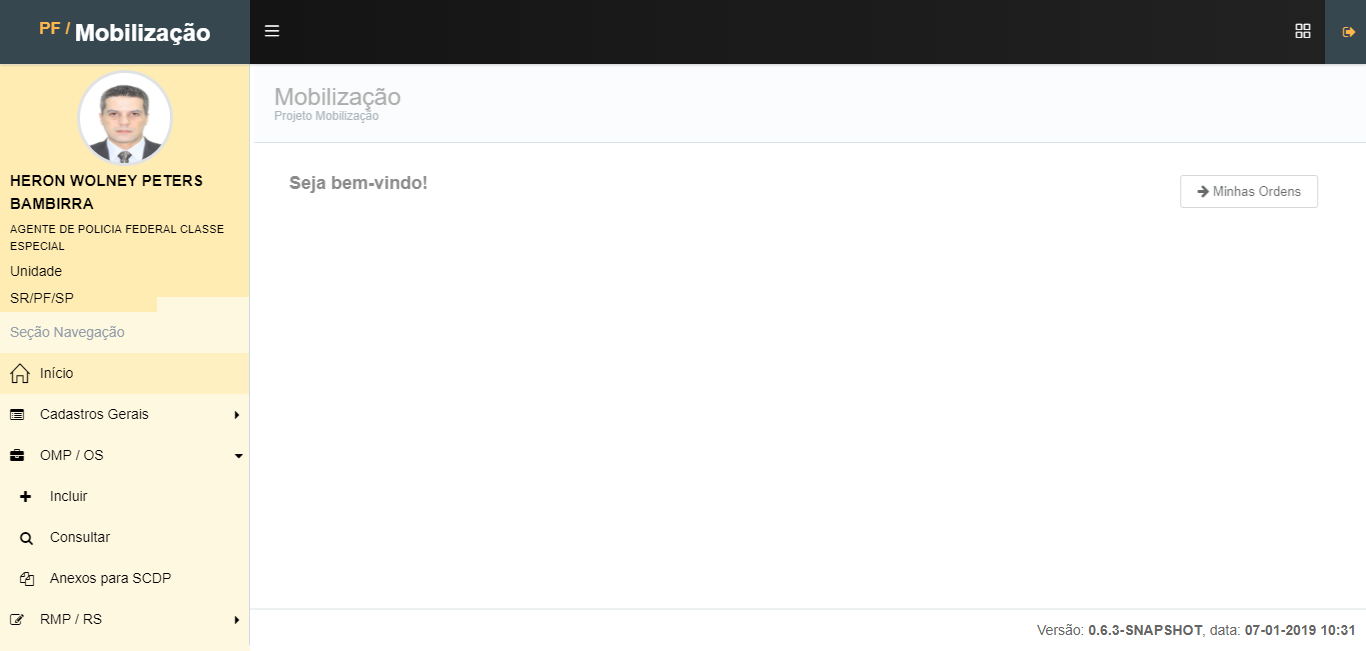 PF / Mobilização
HERON WOLNEY PETERS
BAMBIRRA
AGENTE DE POLICIA FEDERAL CLASSE
ESPECIAL
Unidade
SR/PF/SP
Seção Navegação
Início
Cadastros Gerais
OMP / OS
Incluir
Consultar
Anexos para SCDP
RMP / RS
Mobilização
Projeto Mobilização
Seja bem-vindo!
Minhas Ordens
Versão: 0.6.3-SNAPSHOT, data: 07-01-2019 10:31